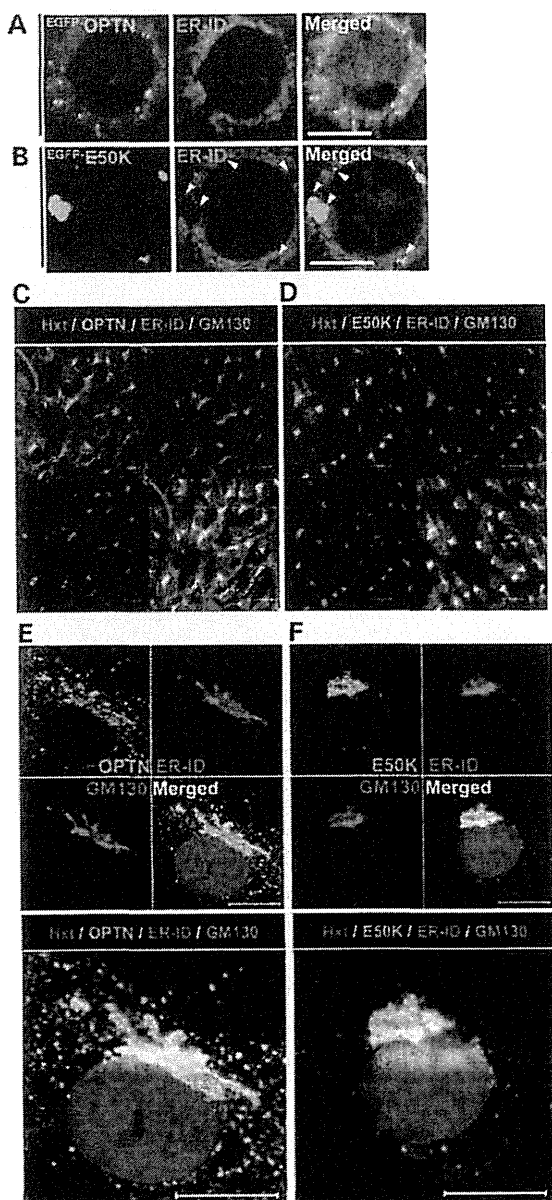 A
EGFP-OPTN
ER-ID
Merged
B
EGFP-E50K
ER-ID
Merged
C
D
Hxt / OPTN / ER-ID / GM130
Hxt / E50K / ER-ID / GM130
E
F
OPTN ER-ID
GM130 Merged
E50K ER-ID
GM130 Merged
Hxt / OPTN / ER-ID / GM130
Hxt / E50K / ER-ID / GM130